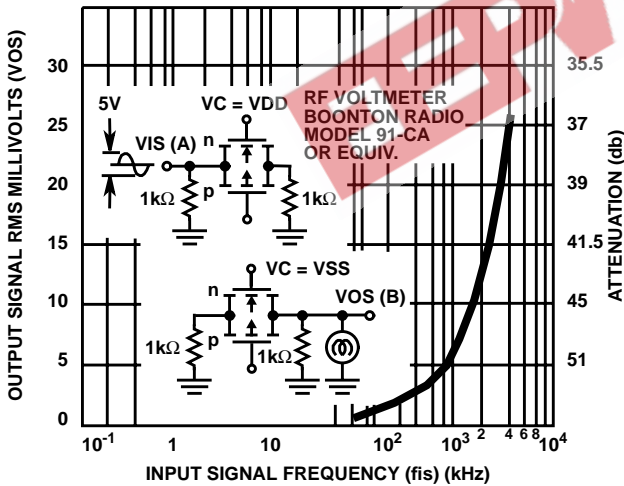 OUTPUT SIGNAL RMS MILLIVOLTS (VOS)
30
25
20
15
10
5
0
35.5
37
39
41.5
45
51
ATTENUATION (db)
EEPW
5V
VC = VDD
VIS (A)
n
p
1kΩ
1kΩ
RF VOLTMETER
BOONTON RADIO
MODEL 91-CA
OR EQUIV.
VC = VSS
n
VOS (B)
p
1kΩ
1kΩ
10-1
1
10
10²
10³
2
4
6
8
10⁴
INPUT SIGNAL FREQUENCY (fis) (kHz)